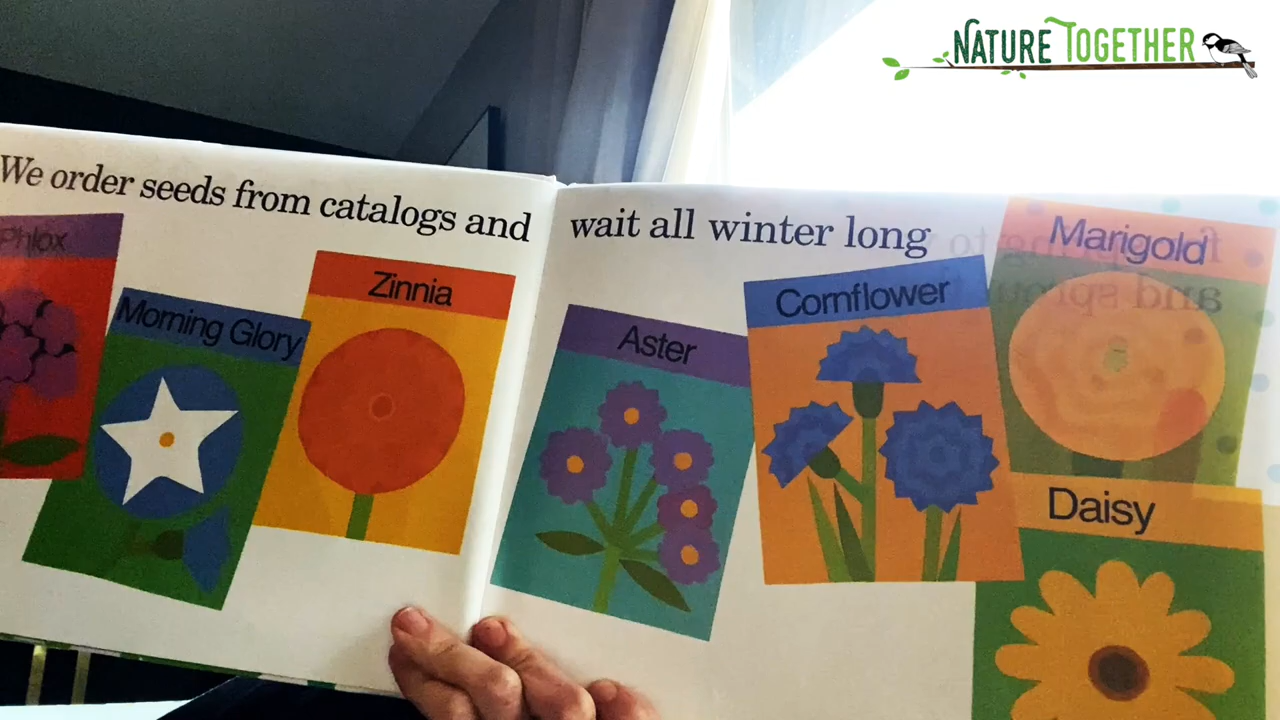 NATURE TOGETHER
We order seeds from catalogs and
wait all winter long
Phlox
Morning Glory
Zinnia
Aster
Cornflower
Marigold
Daisy